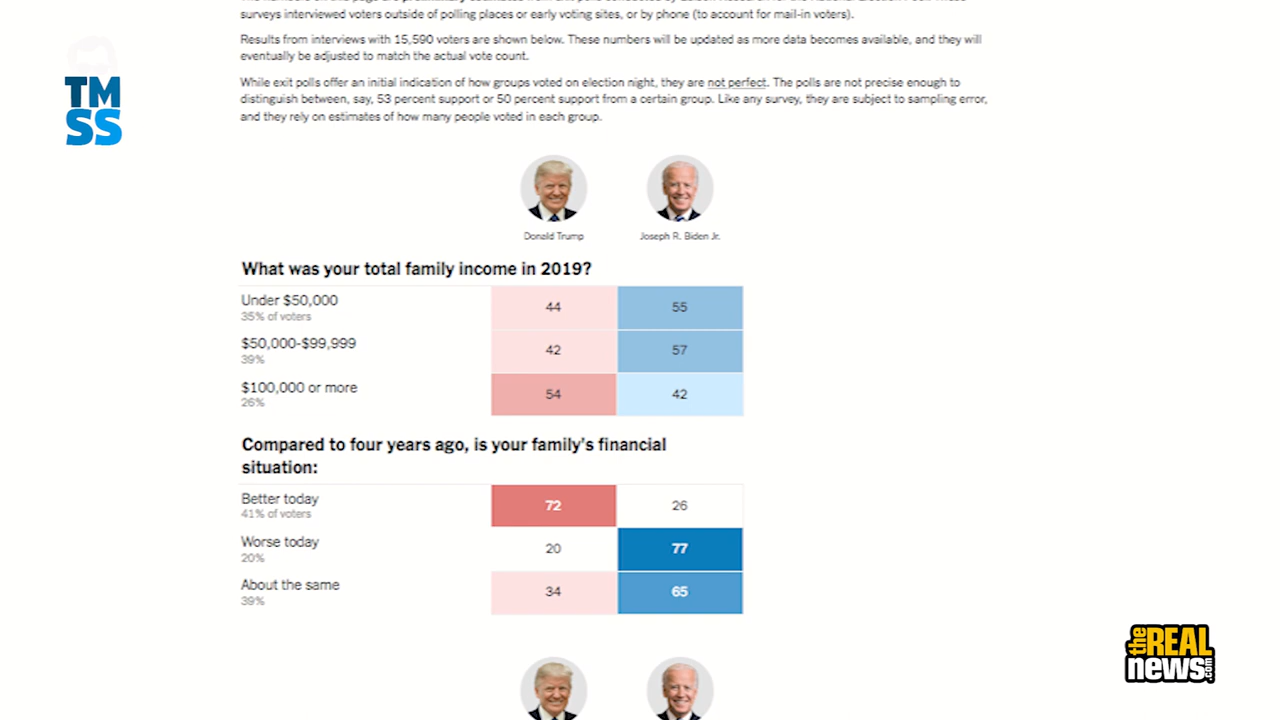 surveys interviewed voters outside of polling places or early voting sites, or by phone (to account for mail-in voters).
Results from interviews with 15,590 voters are shown below. These numbers will be updated as more data becomes available, and they will
eventually be adjusted to match the actual vote count.
While exit polls offer an initial indication of how groups voted on election night, they are not perfect. The polls are not precise enough to
distinguish between, say, 53 percent support or 50 percent support from a certain group. Like any survey, they are subject to sampling error,
and they rely on estimates of how many people voted in each group.
TM
SS
Donald Trump
Joseph R. Biden Jr.
What was your total family income in 2019?
Under $50,000
35% of voters
44
55
$50,000-$99,999
39%
42
57
$100,000 or more
26%
54
42
Compared to four years ago, is your family's financial
situation:
Better today
41% of voters
72
26
Worse today
20%
20
77
About the same
39%
34
65
the REAL
news.com